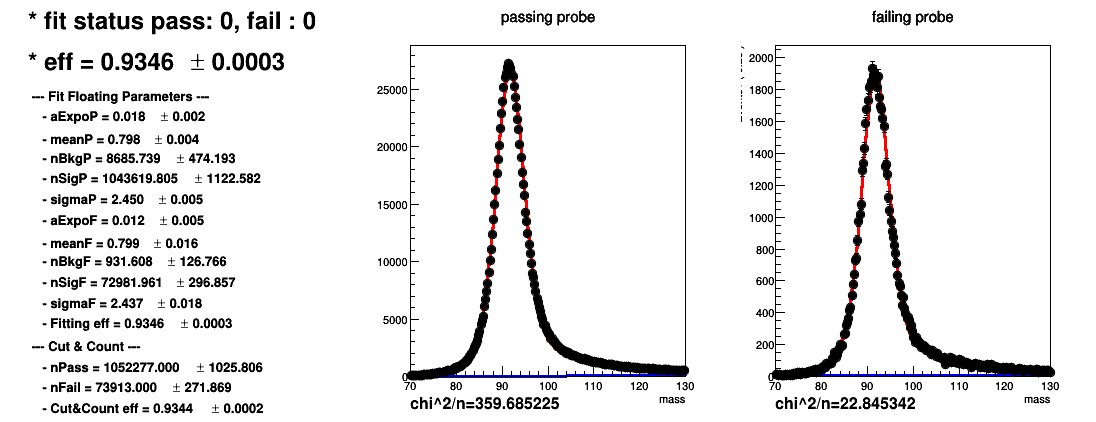 * fit status pass: 0, fail : 0
* eff = 0.9346 ± 0.0003
--- Fit Floating Parameters ---
- aExpoP = 0.018 ± 0.002
- meanP = 0.798 ± 0.004
- nBkgP = 8685.739 ± 474.193
- nSigP = 1043619.805 ± 1122.582
- sigmaP = 2.450 ± 0.005
- aExpoF = 0.012 ± 0.005
- meanF = 0.799 ± 0.016
- nBkgF = 931.608 ± 126.766
- nSigF = 72981.961 ± 296.857
- sigmaF = 2.437 ± 0.018
- Fitting eff = 0.9346 ± 0.0003
--- Cut & Count ---
- nPass = 1052277.000 ± 1025.806
- nFail = 73913.000 ± 271.869
- Cut&Count eff = 0.9344 ± 0.0002
passing probe
25000
20000
15000
10000
5000
0
70 80 90 100 110 120 130
mass
chi^2/n=359.685225
failing probe
2000
1800
1600
1400
1200
1000
800
600
400
200
0
70 80 90 100 110 120 130
mass
chi^2/n=22.845342